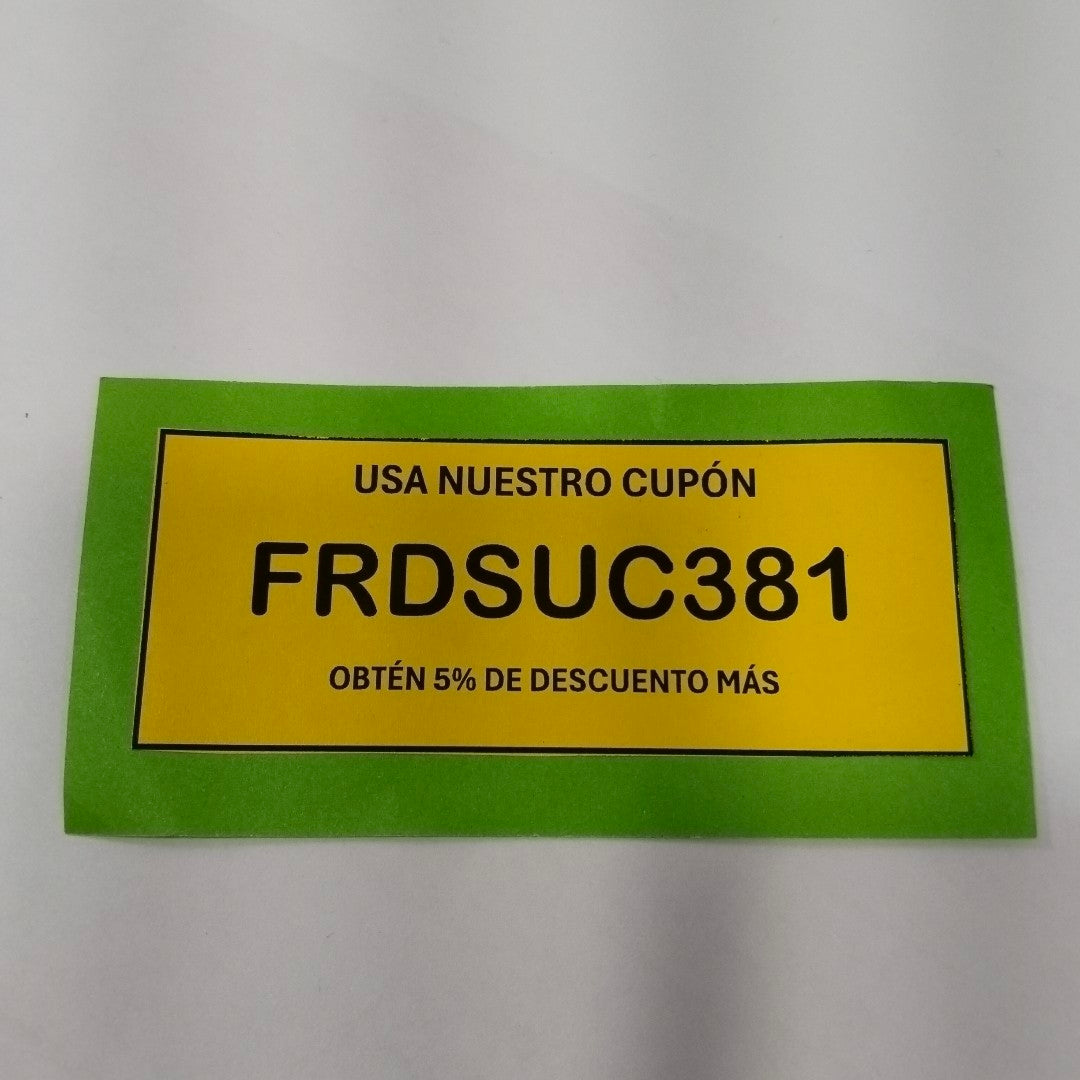 USA NUESTRO CUPÓN
FRDSUC381
OBTÉN 5% DE DESCUENTO MÁS